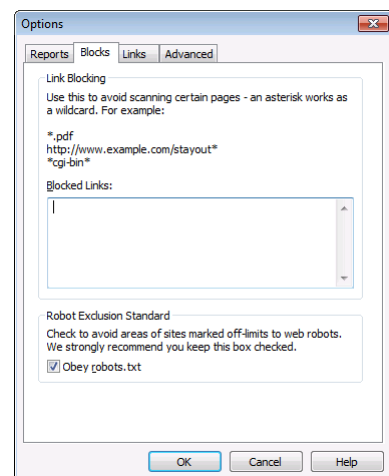 Options
Reports Blocks Links Advanced
Link Blocking
Use this to avoid scanning certain pages - an asterisk works as
a wildcard. For example:
*.pdf
http://www.example.com/stayout*
*cgi-bin*
Blocked Links:
Robot Exclusion Standard
Check to avoid areas of sites marked off-limits to web robots.
We strongly recommend you keep this box checked.
Obey robots.txt
OK Cancel Help